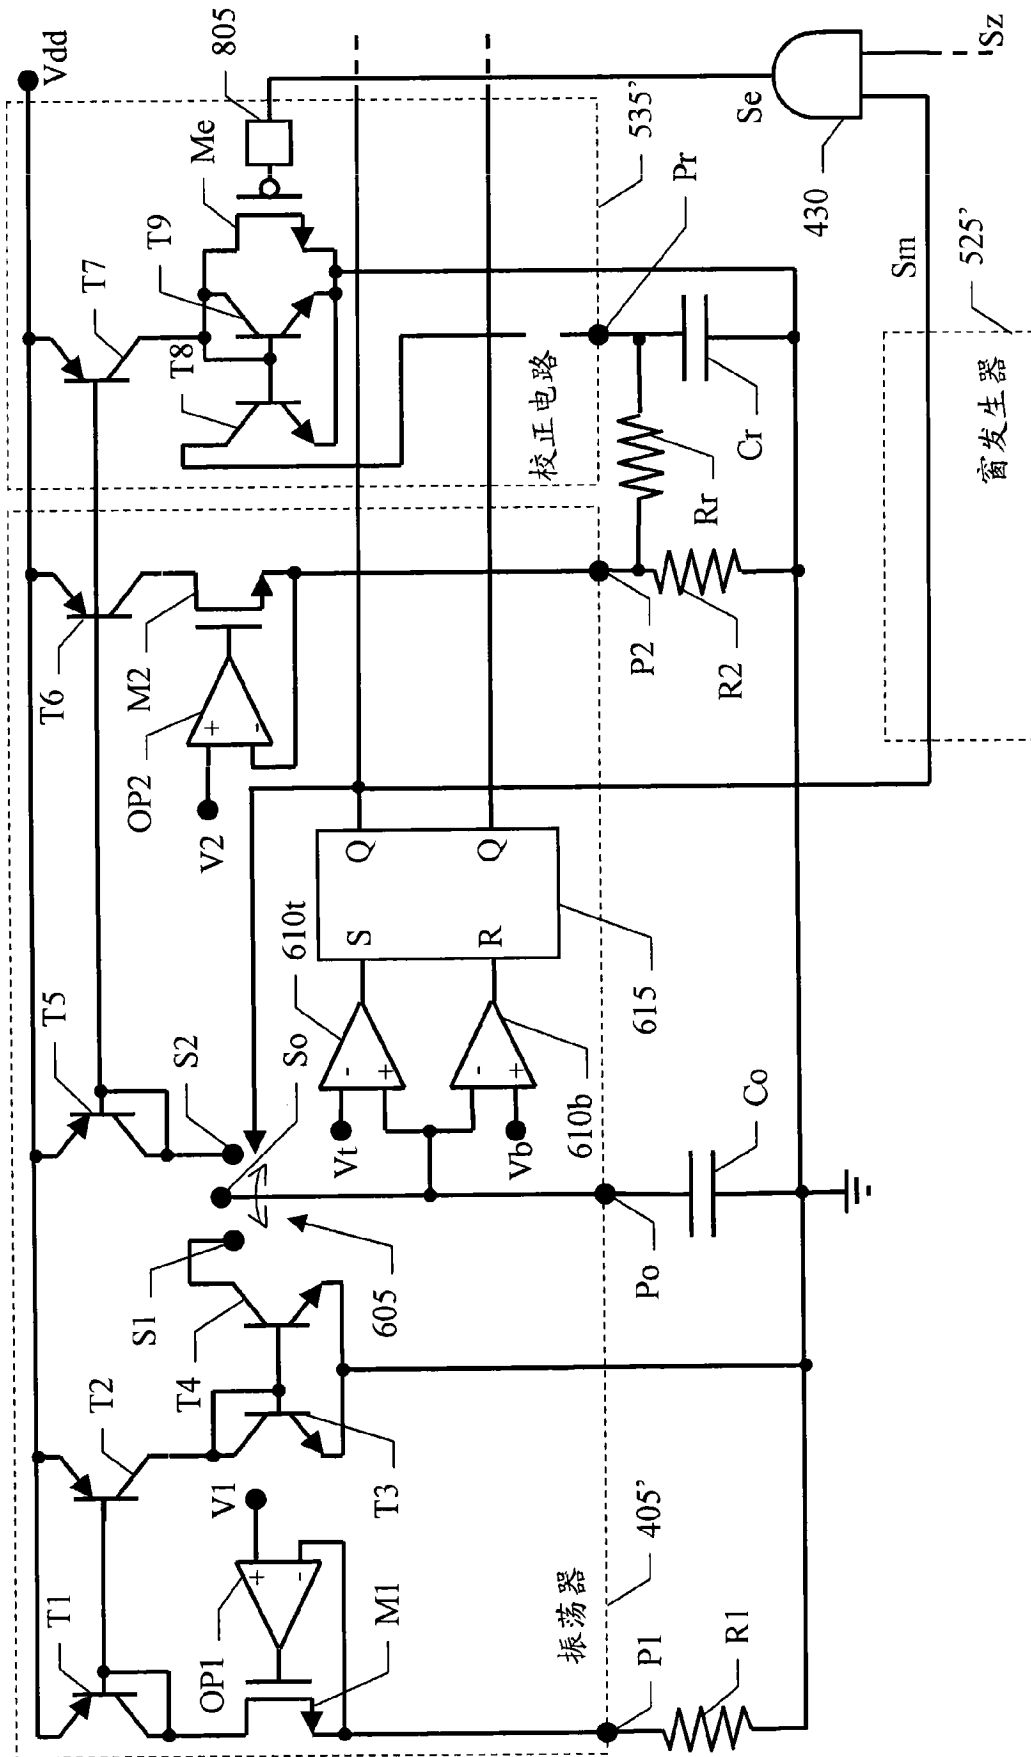 Vdd
T1
T2
T5
T6
T7
Me
805
T9
T8
OP1
V1
T3
T4
S1
605
S2
So
OP2
V2
M2
M1
振荡器
405’
校正电路
535’
Vt
Vb
-
+
-
+
+
-
+
-
610t
610b
S
R
Q
Q
615
P1
Po
P2
Pr
R1
Co
R2
Rr
Cr
Se
430
Sm
Sz
窗发生器
525’